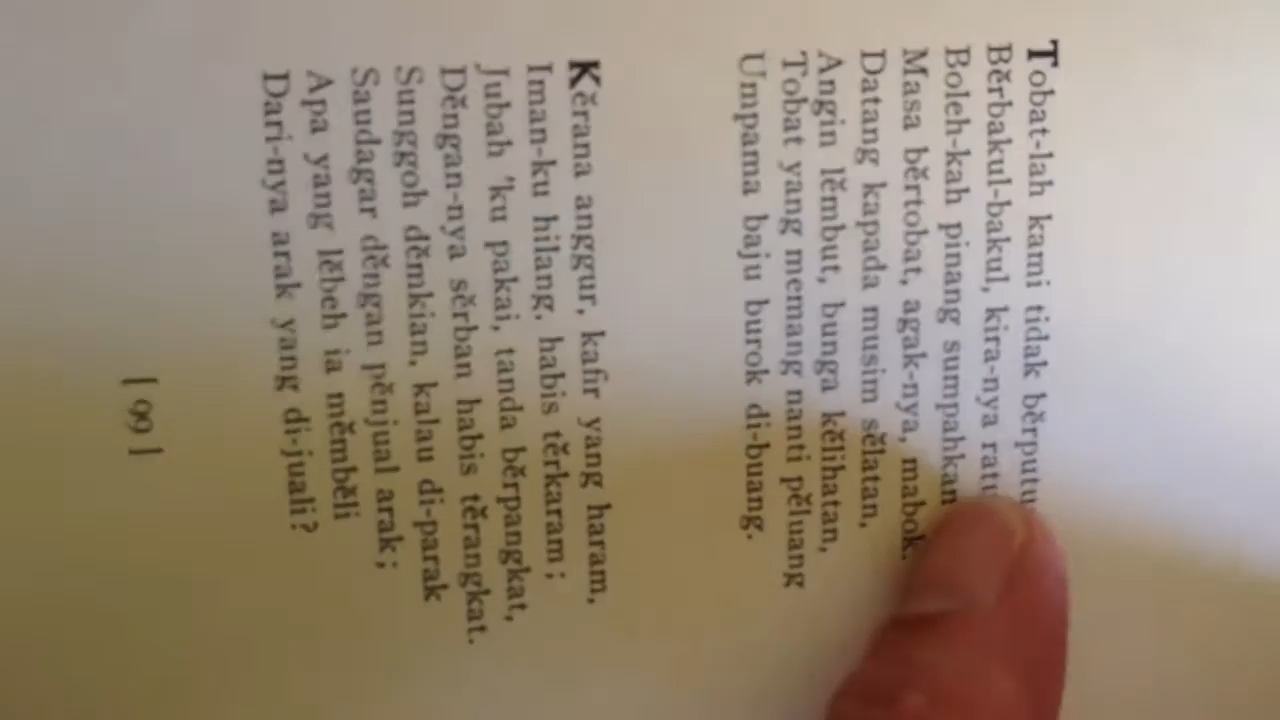 Tobat-lah kami tidak bĕrputu
Bĕrbakul-bakul, kira-nya ratu
Boleh-kah pinang sumpahkan
Masa bĕrtobat, agak-nya, mabok.
Datang kapada musim sĕlatan,
Angin lĕmbut, bunga kĕlihatan,
Tobat yang memang nanti pĕluang
Umpama baju burok di-buang.
Kĕrana anggur, kafir yang haram,
Iman-ku hilang, habis tĕrkaram;
Jubah 'ku pakai, tanda bĕrpangkat,
Dĕngan-nya sĕrban habis tĕrangkat.
Sunggoh dĕmkian, kalau di-parak
Saudagar dĕngan pĕnjual arak;
Apa yang lĕbeh ia mĕmbĕli
Dari-nya arak yang di-juali?
[ 99 ]